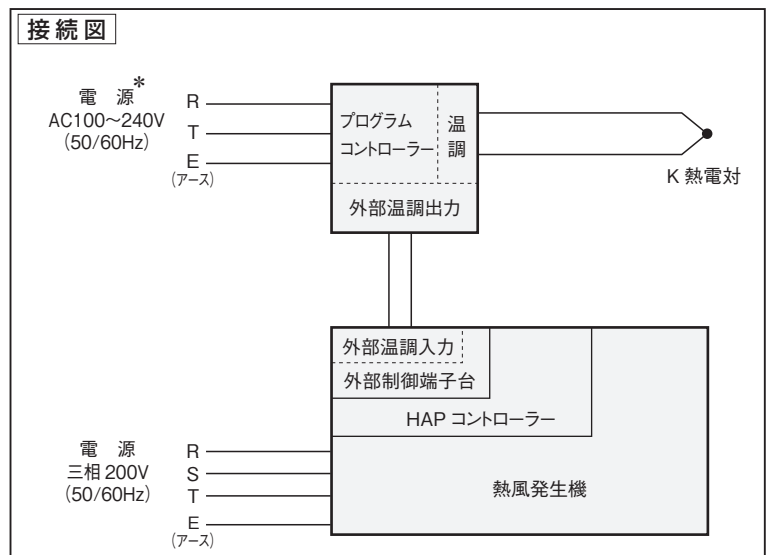 接続図
電 源*
AC100～240V
(50/60Hz)
R
T
E
(アース)
プログラム
コントローラー
温
調
外部温調出力
K 熱電対
外部温調入力
外部制御端子台
HAP コントローラー
熱風発生機
電 源
三相 200V
(50/60Hz)
R
S
T
E
(アース)